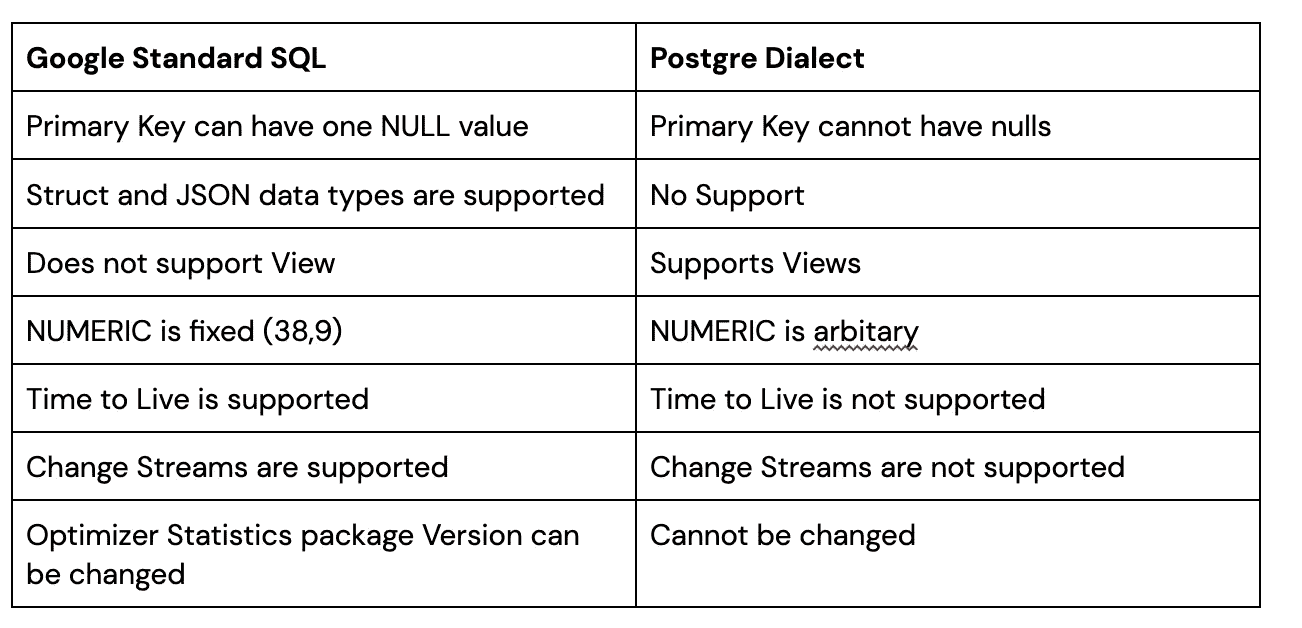 Google Standard SQL
Postgre Dialect
Primary Key can have one NULL value
Primary Key cannot have nulls
Struct and JSON data types are supported
No Support
Does not support View
Supports Views
NUMERIC is fixed (38,9)
NUMERIC is arbitary
Time to Live is supported
Time to Live is not supported
Change Streams are supported
Change Streams are not supported
Optimizer Statistics package Version can
be changed
Cannot be changed